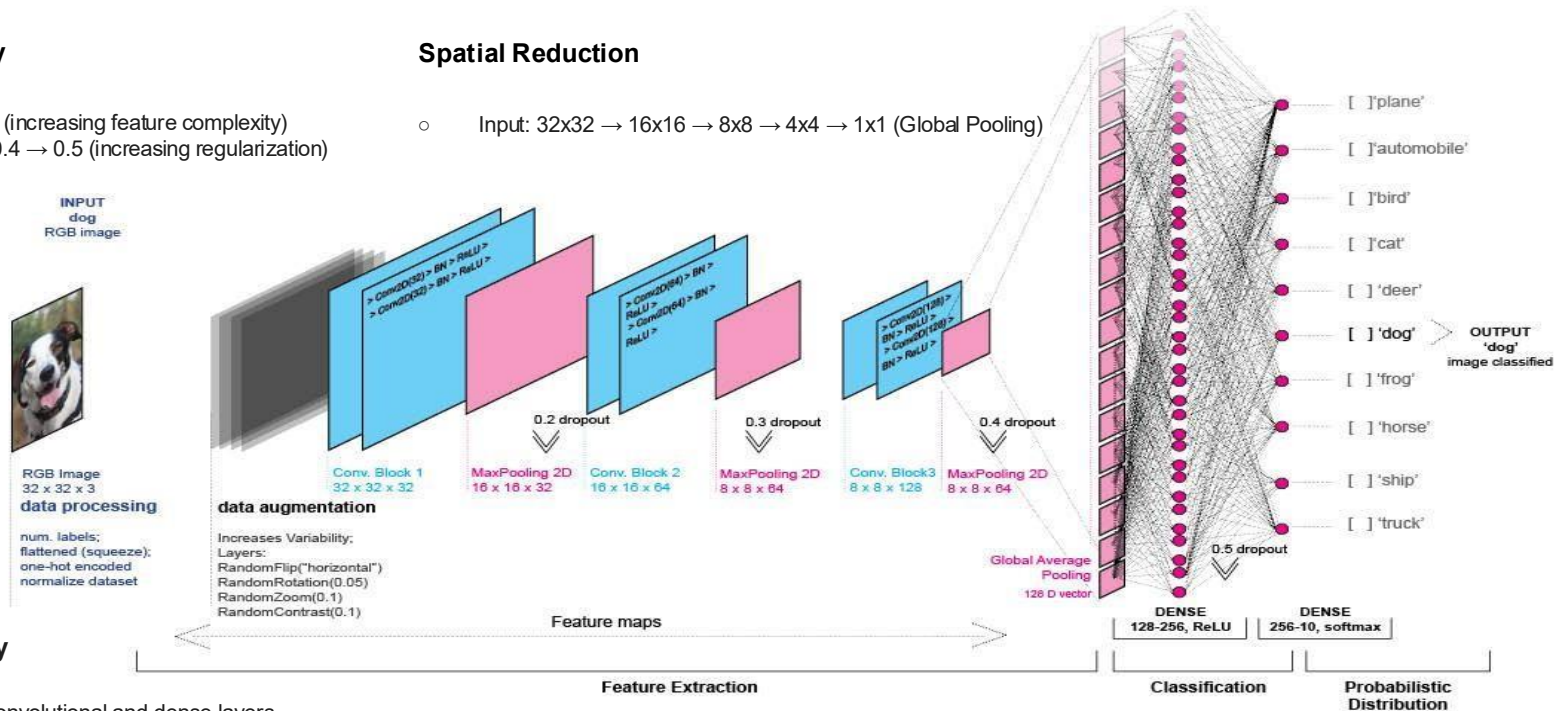 y
Spatial Reduction
(increasing feature complexity)
0.4 → 0.5 (increasing regularization)
○ Input: 32x32 → 16x16 → 8x8 → 4x4 → 1x1 (Global Pooling)
INPUT
dog
RGB image
> Conv2D(32) > BN > ReLU >
> Conv2D(32) > BN > ReLU >
> Conv2D(64) > BN >
ReLU >
> Conv2D(64) > BN >
ReLU >
> Conv2D(128) >
BN > ReLU >
> Conv2D(128) >
BN > ReLU >
0.2 dropout
0.3 dropout
0.4 dropout
RGB Image
32 x 32 x 3
data processing
num. labels;
flattened (squeeze);
one-hot encoded
normalize dataset
data augmentation
Increases Variability;
Layers:
RandomFlip("horizontal")
RandomRotation(0.05)
RandomZoom(0.1)
RandomContrast(0.1)
Conv. Block 1
32 x 32 x 32
MaxPooling 2D
16 x 16 x 32
Conv. Block 2
16 x 16 x 64
MaxPooling 2D
8 x 8 x 64
Conv. Block3
8 x 8 x 128
MaxPooling 2D
8 x 8 x 64
Global Average
Pooling
128 D vector
[ ]'plane'
[ ]'automobile'
[ ]'bird'
[ ]'cat'
[ ]'deer'
[ ] 'dog'
[ ]'frog'
[ ] 'horse'
[ ] 'ship'
[ ] 'truck'
OUTPUT
'dog'
image classified
0.5 dropout
DENSE
128-256, ReLU
DENSE
256-10, softmax
Feature maps
y
Feature Extraction
Classification
Probabilistic
Distribution
convolutional and dense layers